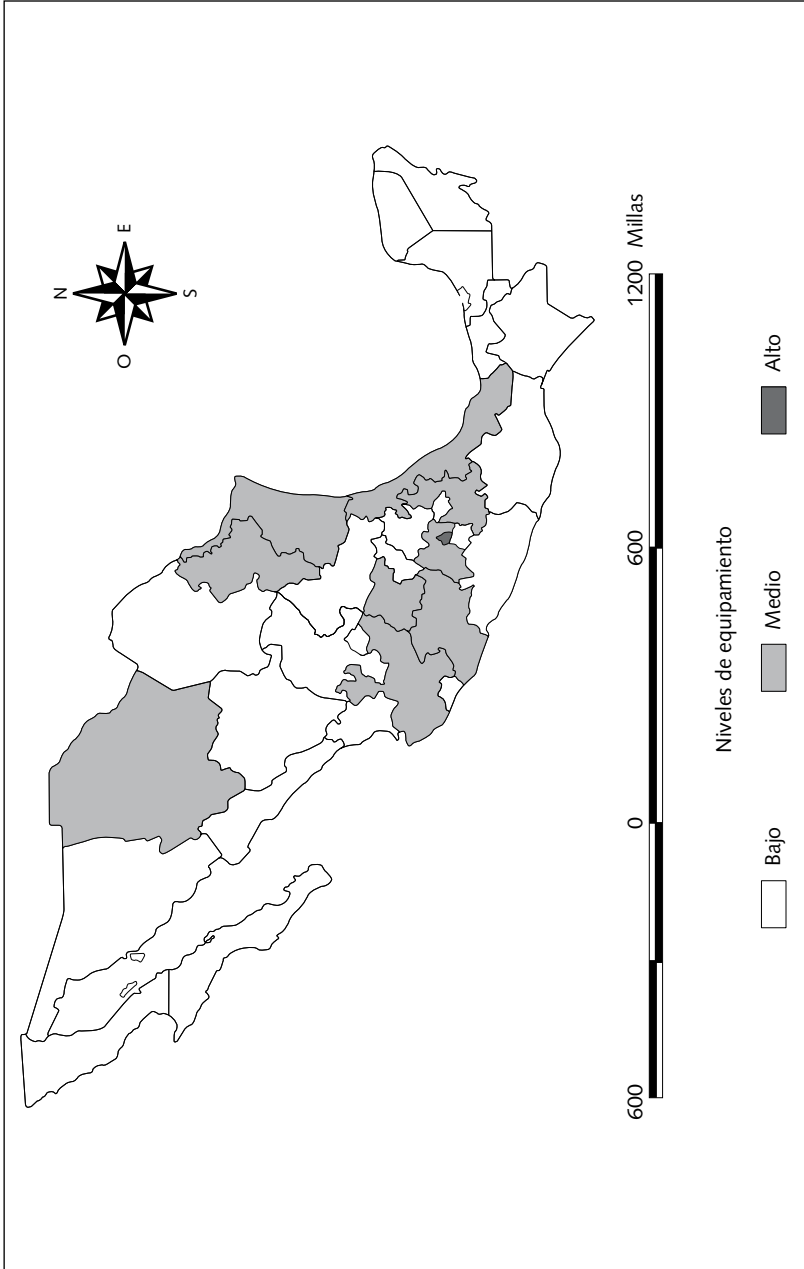 N
O
E
S
600
0
600
1200 Millas
Niveles de equipamiento
Bajo
Medio
Alto